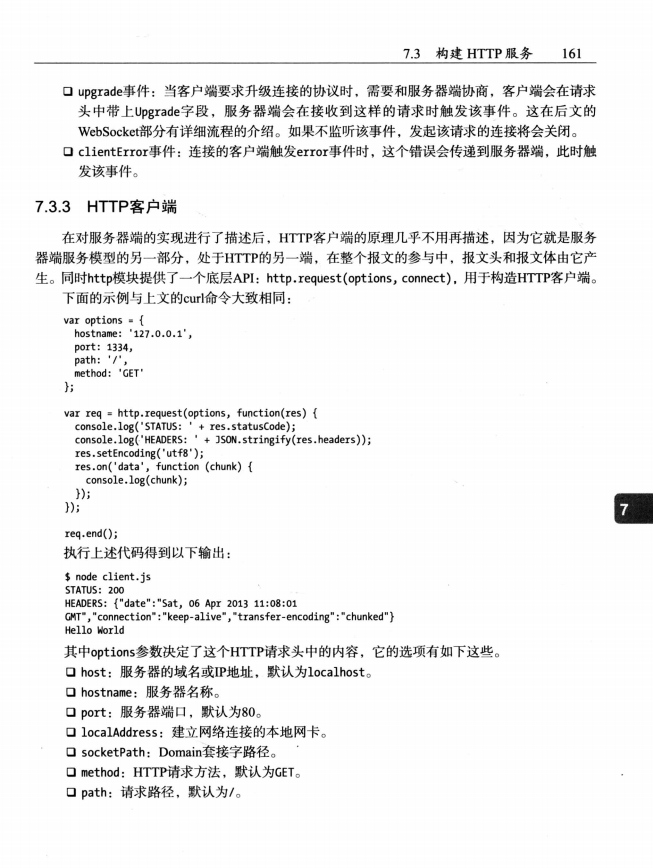 7.3 构建 HTTP 服务 161
❑ upgrade事件：当客户端要求升级连接的协议时，需要和服务器端协商，客户端会在请求
头中带上Upgrade字段，服务器端会在接收到这样的请求时触发该事件。这在后文的
WebSocket部分有详细流程的介绍。如果不监听该事件，发起该请求的连接将会关闭。
❑ clientError事件：连接的客户端触发error事件时，这个错误会传递到服务器端，此时触
发该事件。
7.3.3 HTTP客户端
在对服务器端的实现进行了描述后，HTTP客户端的原理几乎不用再描述，因为它就是服务
器端服务模型的另一部分，处于HTTP的另一端，在整个报文的参与中，报文头和报文体由它产
生。同时http模块提供了一个底层API：http.request(options, connect)，用于构造HTTP客户端。
下面的示例与上文的curl命令大致相同：
var options = {
hostname: '127.0.0.1',
port: 1334,
path: '/',
method: 'GET'
};
var req = http.request(options, function(res) {
console.log('STATUS: ' + res.statusCode);
console.log('HEADERS: ' + JSON.stringify(res.headers));
res.setEncoding('utf8');
res.on('data', function (chunk) {
console.log(chunk);
});
});
7
req.end();
执行上述代码得到以下输出：
$ node client.js
STATUS: 200
HEADERS: {"date":"Sat, 06 Apr 2013 11:08:01
GMT","connection":"keep-alive","transfer-encoding":"chunked"}
Hello World
其中options参数决定了这个HTTP请求头中的内容，它的选项有如下这些。
❑ host：服务器的域名或IP地址，默认为localhost。
❑ hostname：服务器名称。
❑ port：服务器端口，默认为80。
❑ localAddress：建立网络连接的本地网卡。
❑ socketPath：Domain套接字路径。
❑ method：HTTP请求方法，默认为GET。
❑ path：请求路径，默认为/。